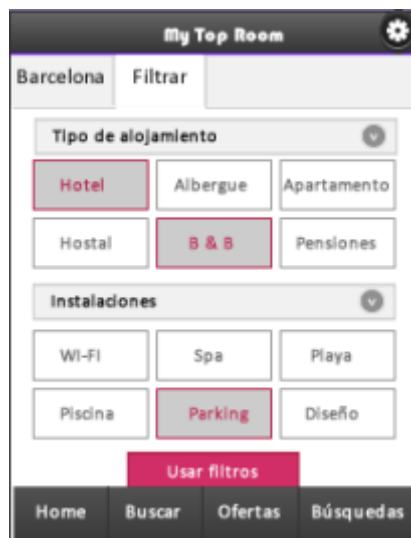 My Top Room
Barcelona Filtrar
Tipo de alojamiento
Hotel Albergue Apartamento
Hostal B & B Pensiones
Instalaciones
WI-FI Spa Playa
Piscina Parking Diseño
Usar filtros
Home Buscar Ofertas Búsquedas